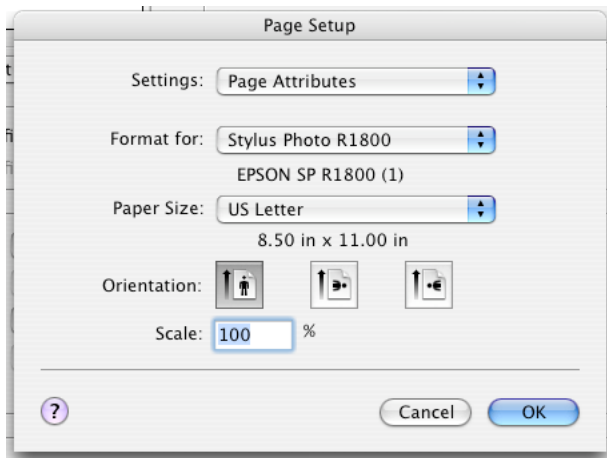 Page Setup
Settings: Page Attributes
Format for: Stylus Photo R1800
EPSON SP R1800 (1)
Paper Size: US Letter
8.50 in x 11.00 in
Orientation:
Scale: 100 %
? Cancel OK